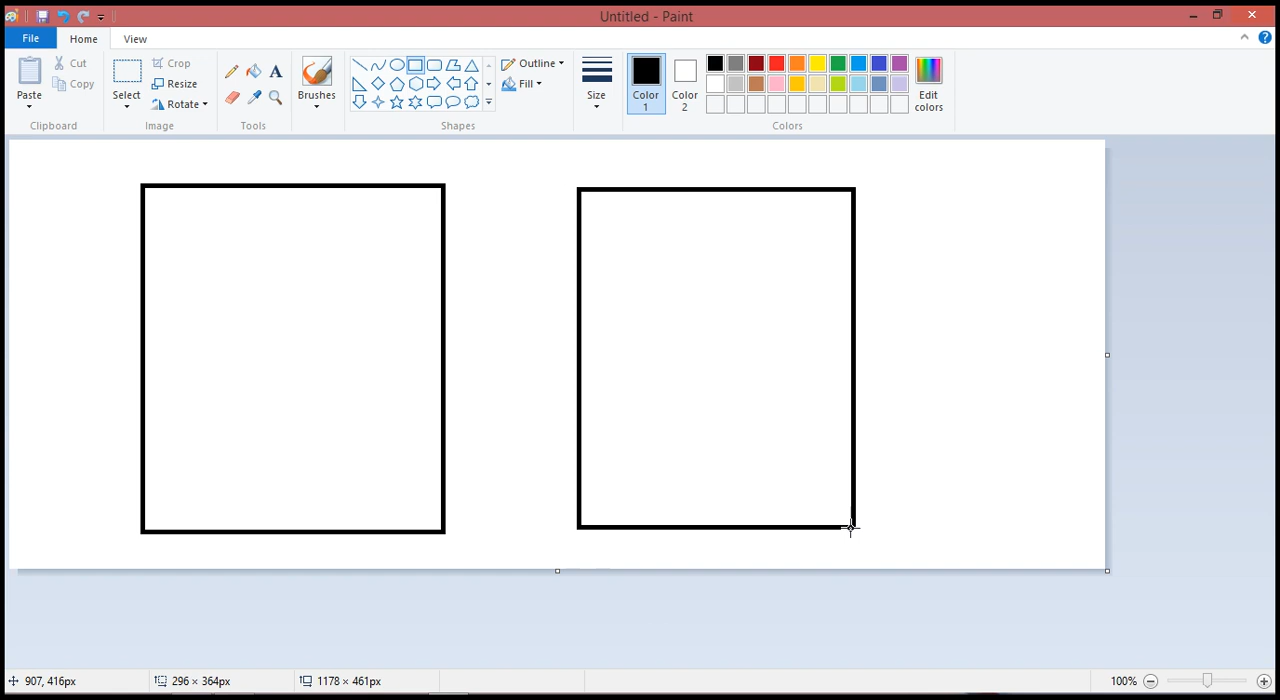 Untitled - Paint
File Home View
Paste Cut Copy
Clipboard
Select Crop Resize Rotate
Image
Tools
Brushes
Outline Fill
Shapes
Size
Color 1
Color 2
Edit colors
Colors
907, 416px 296 × 364px 1178 × 461px 100%